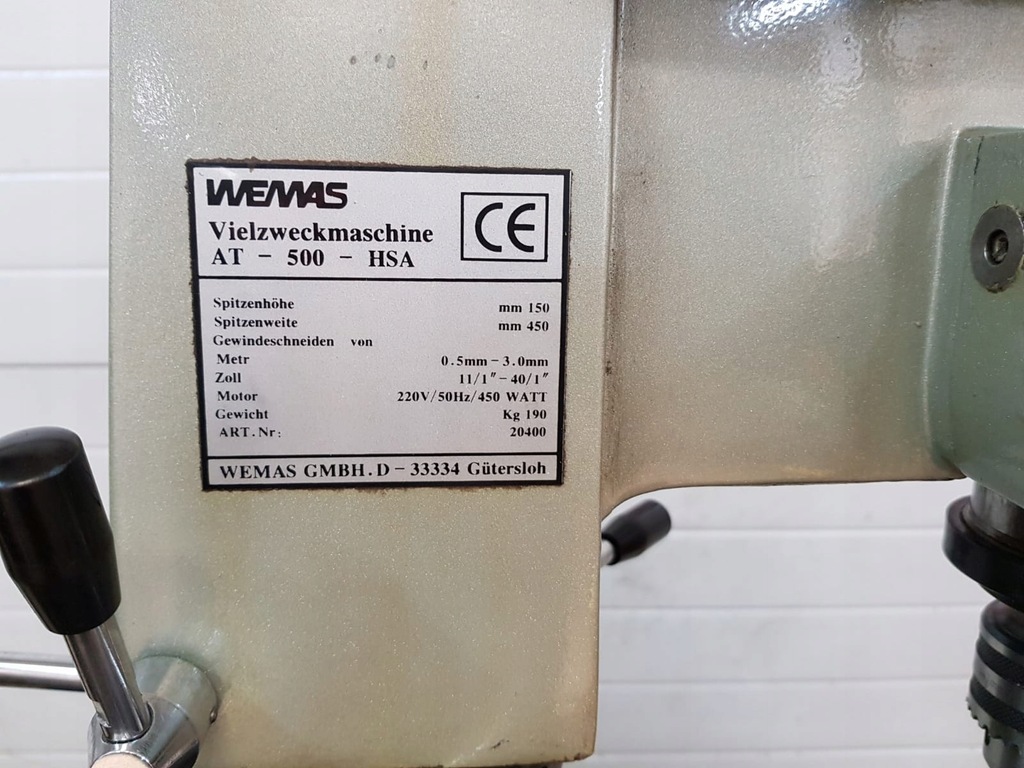 WEMAS
Vielzweckmaschine
AT - 500 - HSA
CE
Spitzenhöhe mm 150
Spitzenweite mm 450
Gewindeschneiden von
Metr 0.5mm - 3.0mm
Zoll 11/1" - 40/1"
Motor 220V/50Hz/450 WATT
Gewicht Kg 190
ART.Nr: 20400
WEMAS GMBH.D - 33334 Gütersloh